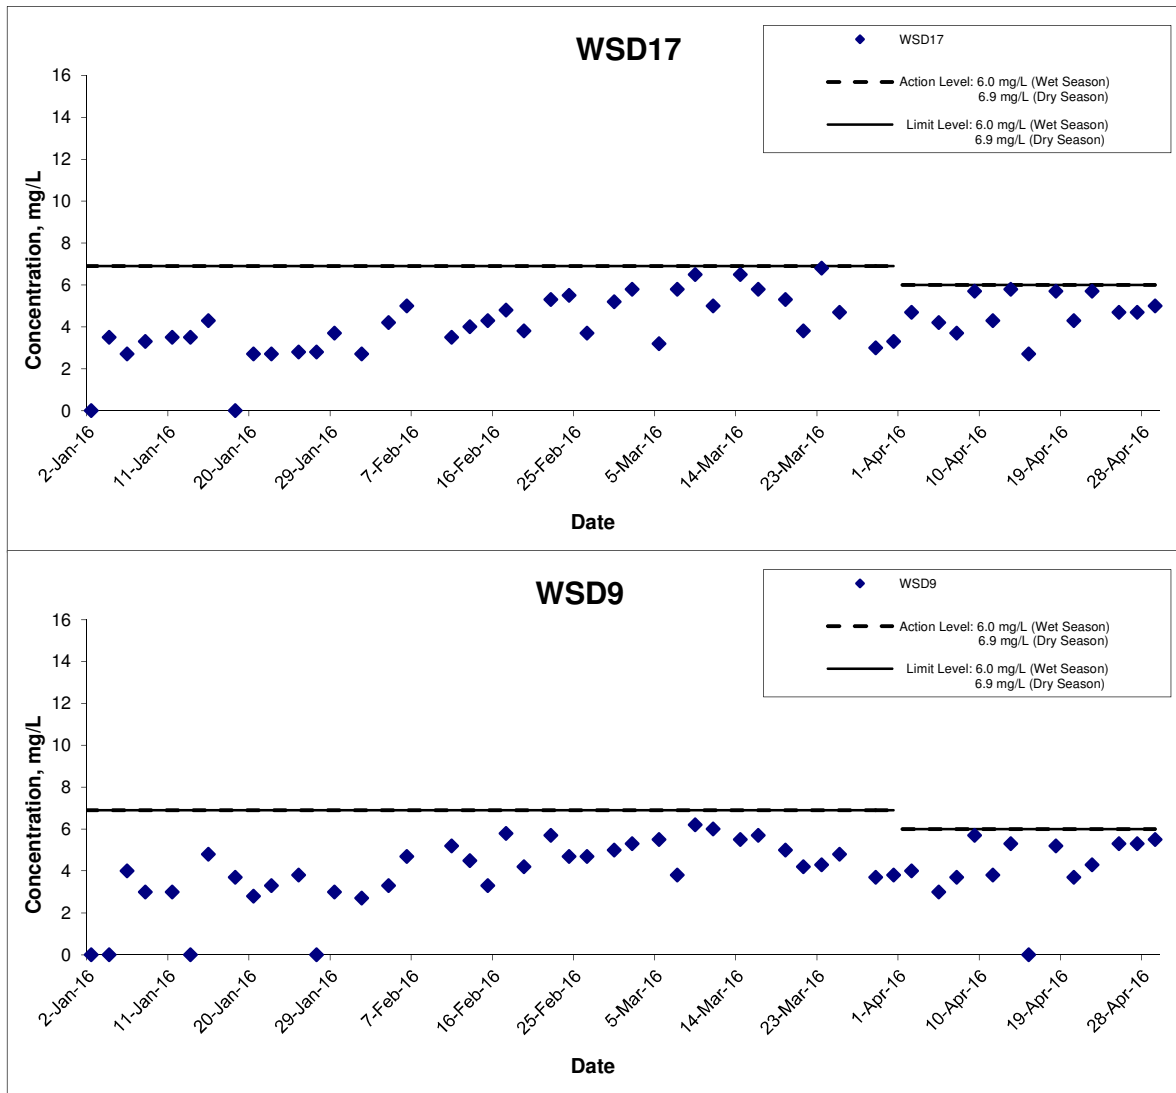 WSD17
WSD17
Action Level: 6.0 mg/L (Wet Season)
6.9 mg/L (Dry Season)
Limit Level: 6.0 mg/L (Wet Season)
6.9 mg/L (Dry Season)
Concentration, mg/L
16
14
12
10
8
6
4
2
0
2-Jan-16
11-Jan-16
20-Jan-16
29-Jan-16
7-Feb-16
16-Feb-16
25-Feb-16
5-Mar-16
14-Mar-16
23-Mar-16
1-Apr-16
10-Apr-16
19-Apr-16
28-Apr-16
Date
WSD9
WSD9
Action Level: 6.0 mg/L (Wet Season)
6.9 mg/L (Dry Season)
Limit Level: 6.0 mg/L (Wet Season)
6.9 mg/L (Dry Season)
Concentration, mg/L
16
14
12
10
8
6
4
2
0
2-Jan-16
11-Jan-16
20-Jan-16
29-Jan-16
7-Feb-16
16-Feb-16
25-Feb-16
5-Mar-16
14-Mar-16
23-Mar-16
1-Apr-16
10-Apr-16
19-Apr-16
28-Apr-16
Date